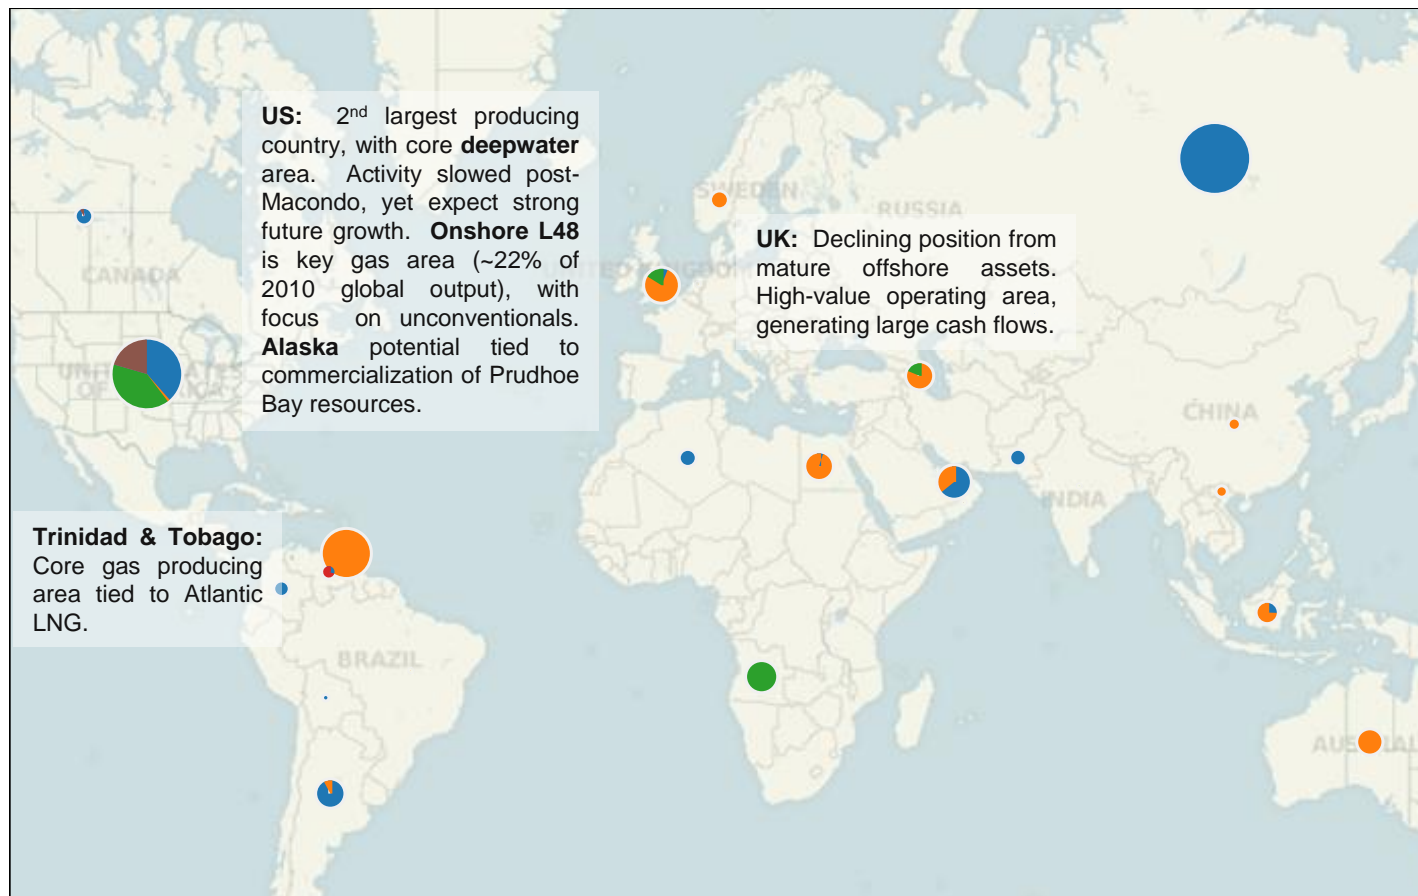 US: 2nd largest producing
country, with core deepwater
area. Activity slowed post-
Macondo, yet expect strong
future growth. Onshore L48
is key gas area (~22% of
2010 global output), with
focus on unconventionals.
Alaska potential tied to
commercialization of Prudhoe
Bay resources.
UK: Declining position from
mature offshore assets.
High-value operating area,
generating large cash flows.
Trinidad & Tobago:
Core gas producing
area tied to Atlantic
LNG.
SWEDEN
RUSSIA
CANADA
CHINA
INDIA
BRAZIL